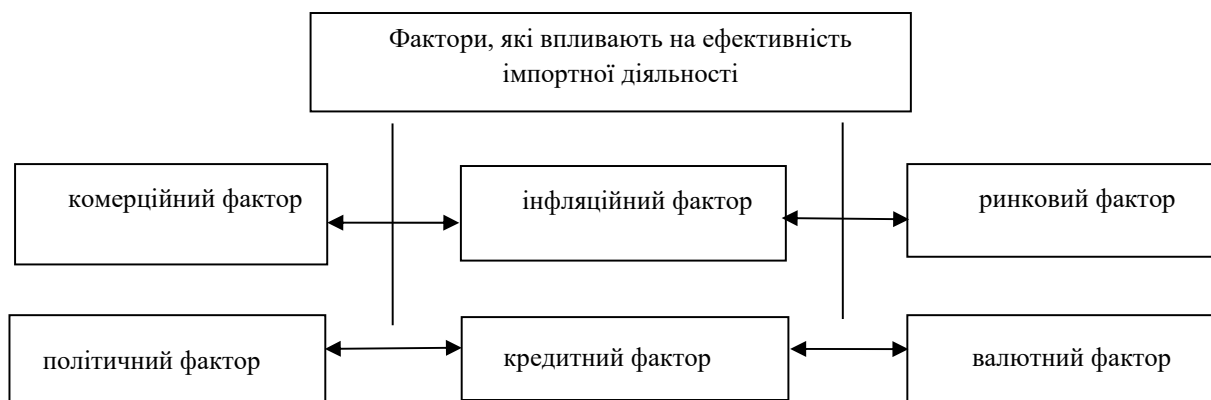 Фактори, які впливають на ефективність
імпортної діяльності
комерційний фактор
інфляційний фактор
ринковий фактор
політичний фактор
кредитний фактор
валютний фактор